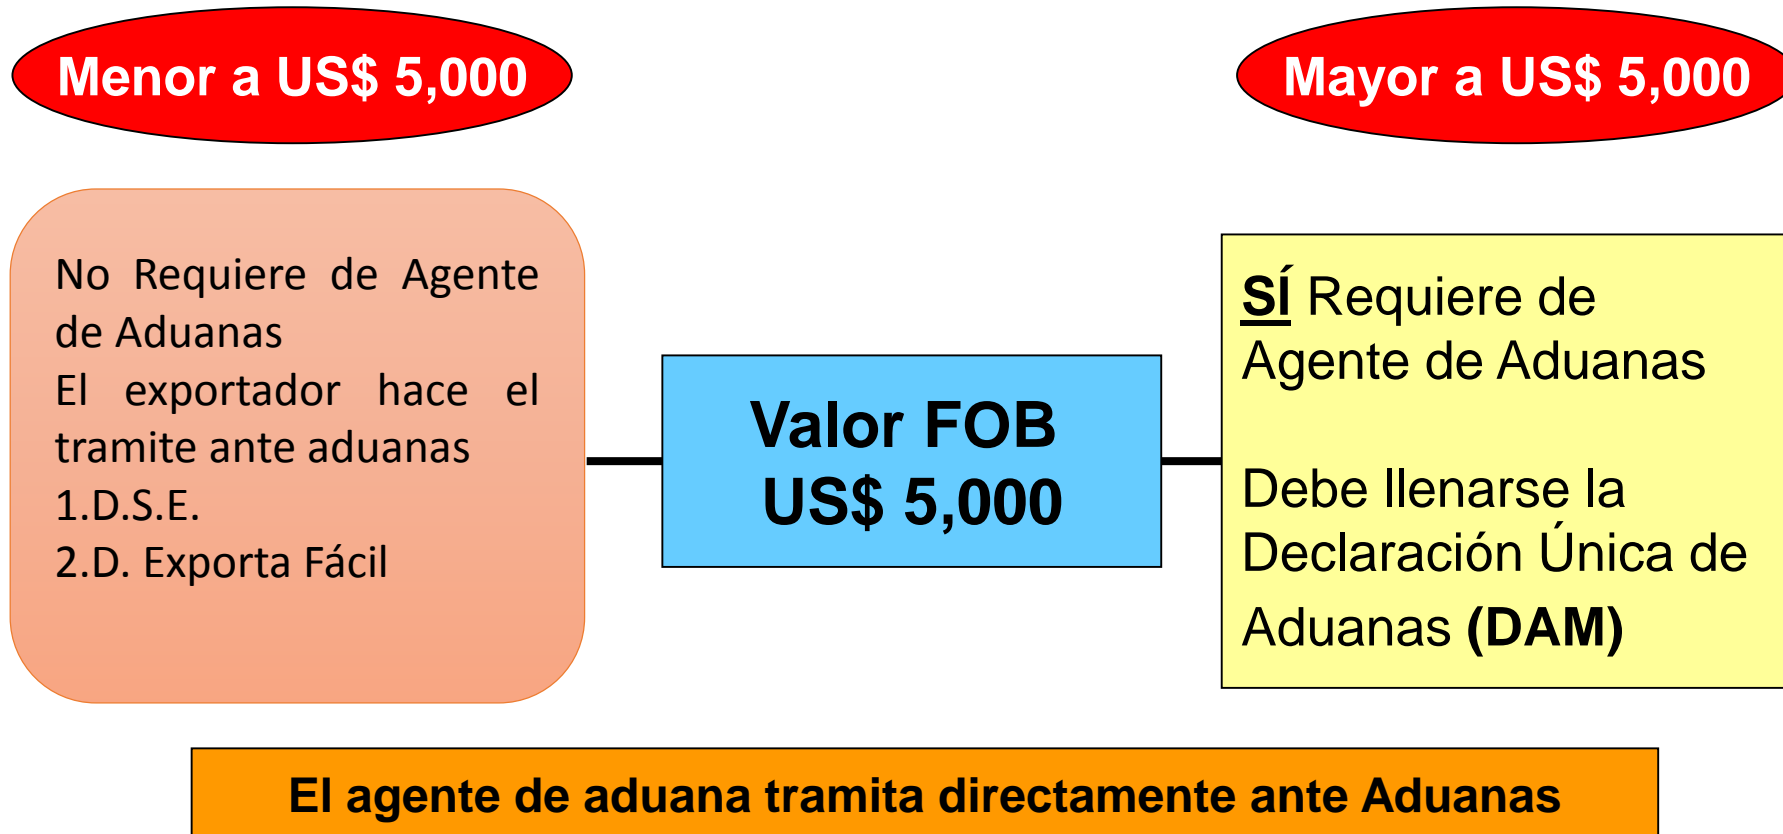 Menor a US$ 5,000
Mayor a US$ 5,000
No Requiere de Agente
de Aduanas
El exportador hace el
tramite ante aduanas
1.D.S.E.
2.D. Exporta Fácil
Valor FOB
US$ 5,000
SÍ Requiere de
Agente de Aduanas
Debe llenarse la
Declaración Única de
Aduanas (DAM)
El agente de aduana tramita directamente ante Aduanas